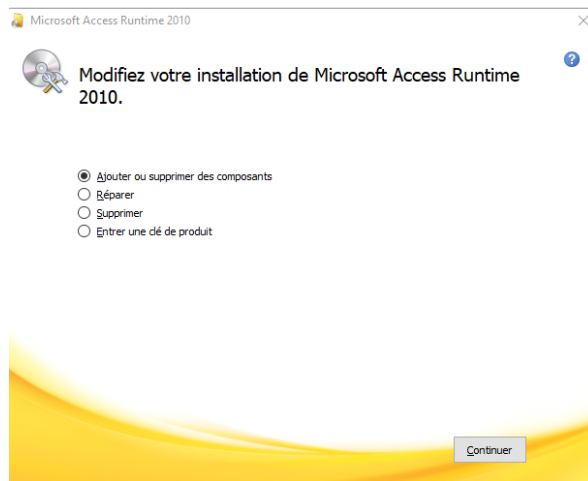 Microsoft Access Runtime 2010
Modifiez votre installation de Microsoft Access Runtime
2010.
Ajouter ou supprimer des composants
Réparer
Supprimer
Entrer une clé de produit
Continuer